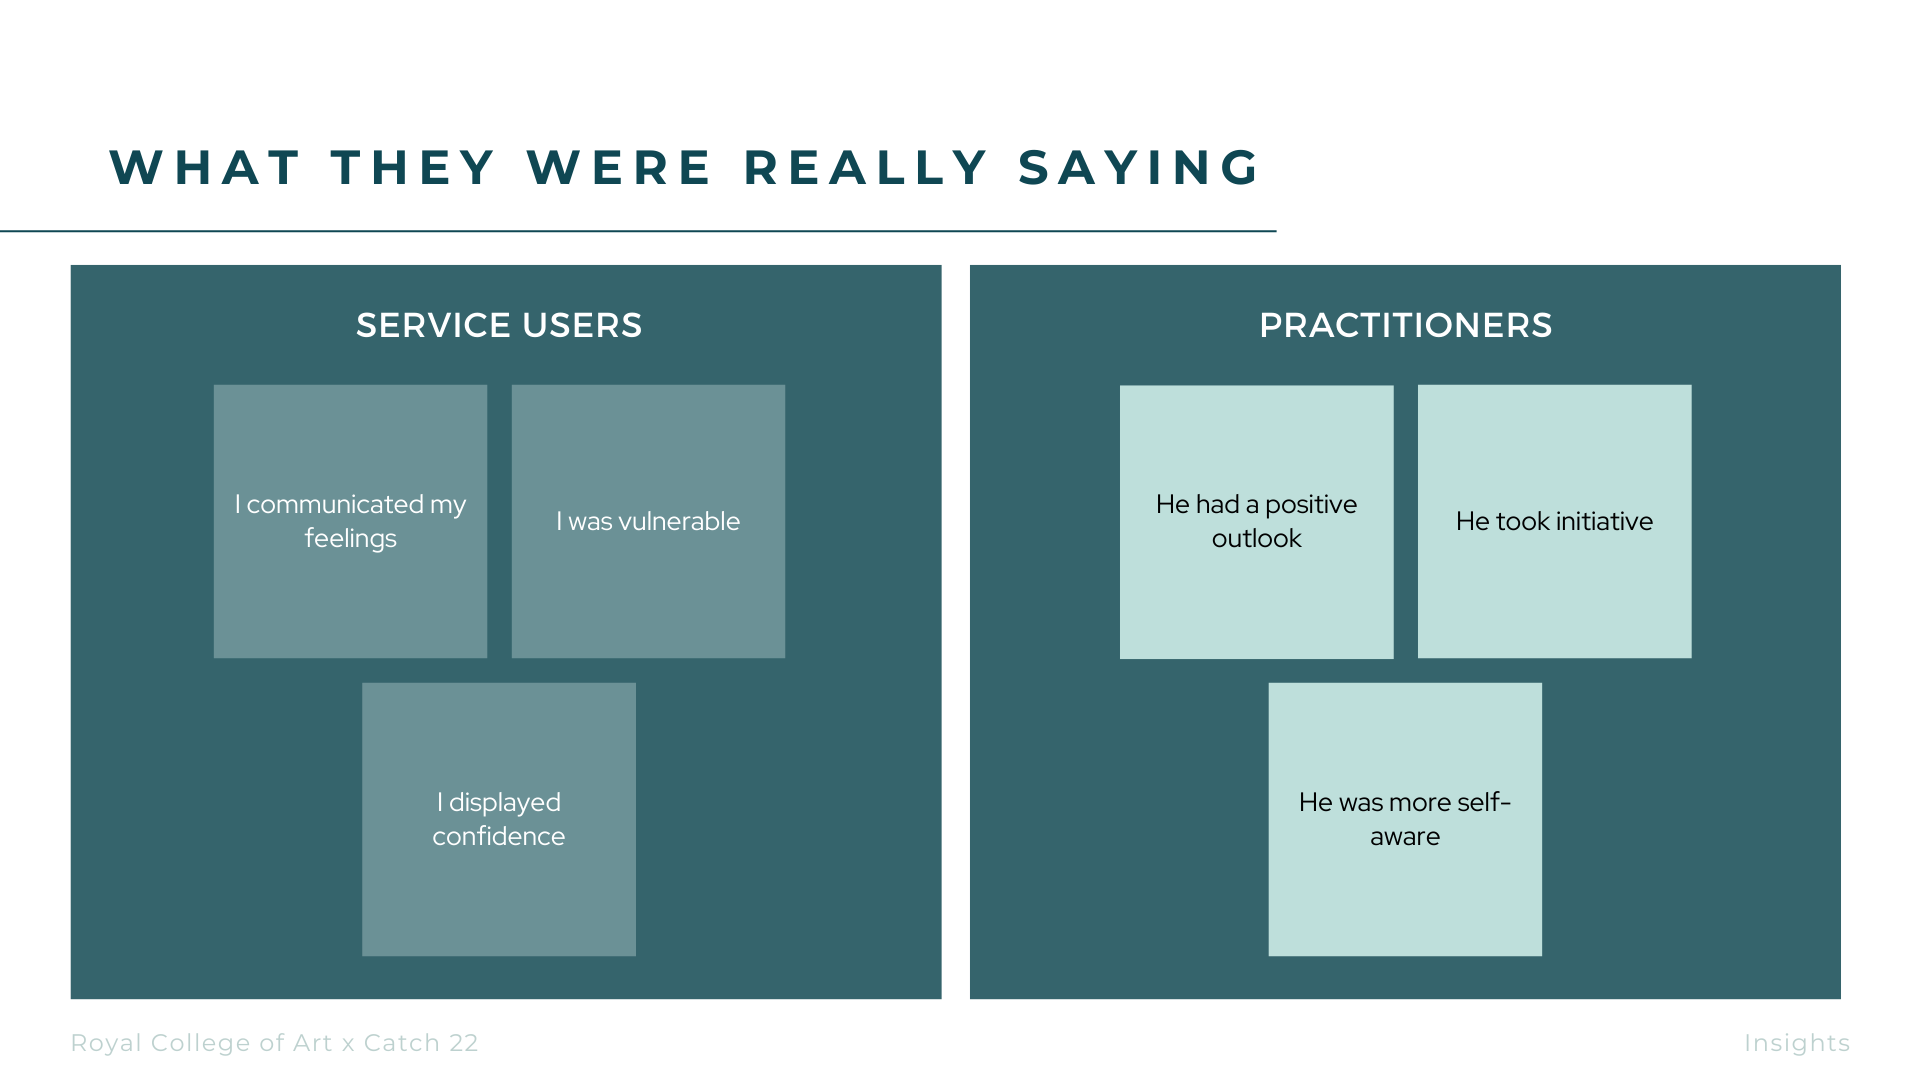 WHAT THEY WERE REALLY SAYING
SERVICE USERS
I communicated my
feelings
I was vulnerable
I displayed
confidence
PRACTITIONERS
He had a positive
outlook
He took initiative
He was more self-
aware
Royal College of Art x Catch 22
Insights